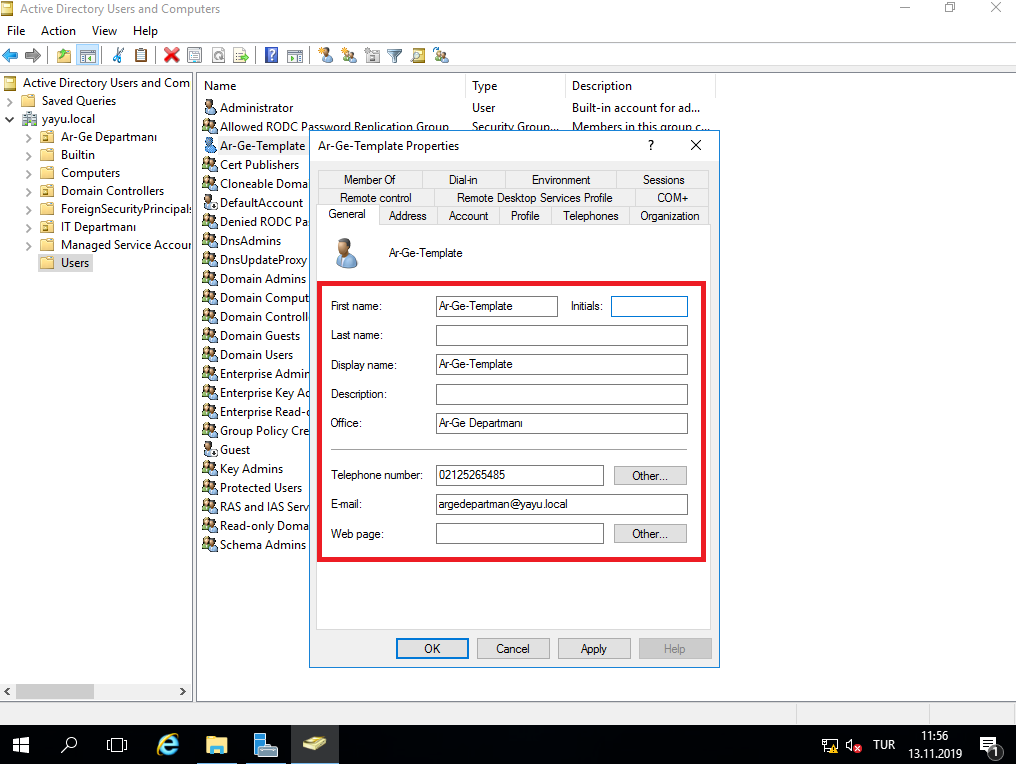 Active Directory Users and Computers
File Action View Help
Active Directory Users and Com
Saved Queries
yayu.local
Ar-Ge Departmanı
Builtin
Computers
Domain Controllers
ForeignSecurityPrincipals
IT Departmanı
Managed Service Accour
Users
Name Type Description
Administrator User Built-in account for ad...
Allowed RODC Password Replication Group Security Group... Members in this group c...
Ar-Ge-Template
Cert Publishers
Cloneable Doma
DefaultAccount
Denied RODC Pa
DnsAdmins
DnsUpdateProxy
Domain Admins
Domain Comput
Domain Controll
Domain Guests
Domain Users
Enterprise Admin
Enterprise Key Ad
Enterprise Read-o
Group Policy Cre
Guest
Key Admins
Protected Users
RAS and IAS Serv
Read-only Doma
Schema Admins
Ar-Ge-Template Properties ?
Member Of Dial-in Environment Sessions
Remote control Remote Desktop Services Profile COM+
General Address Account Profile Telephones Organization
Ar-Ge-Template
First name: Ar-Ge-Template Initials:
Last name:
Display name: Ar-Ge-Template
Description:
Office: Ar-Ge Departmanı
Telephone number: 02125265485 Other...
E-mail: argedepartman@yayu.local
Web page: Other...
OK Cancel Apply Help
TUR 11:56
13.11.2019
1